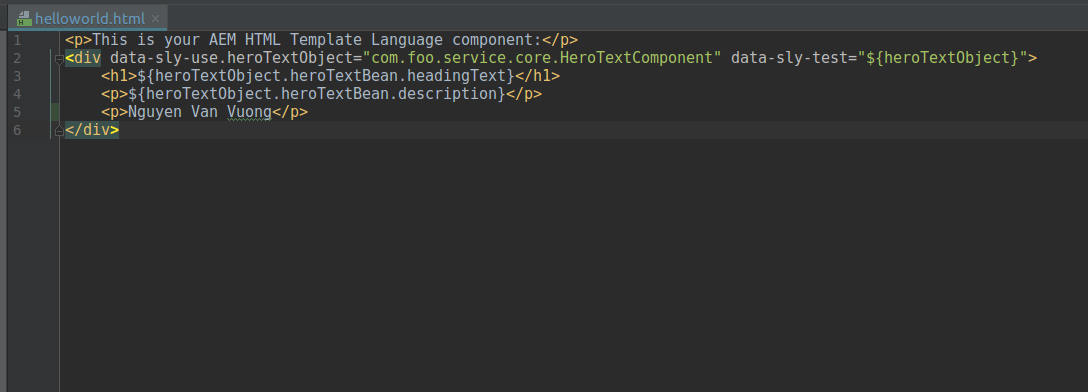 helloworld.html
1 <p>This is your AEM HTML Template Language component:</p>
2 <div data-sly-use.heroTextObject="com.foo.service.core.HeroTextComponent" data-sly-test="${heroTextObject}">
3 <h1>${heroTextObject.heroTextBean.headingText}</h1>
4 <p>${heroTextObject.heroTextBean.description}</p>
5 <p>Nguyen Van Vuong</p>
6 </div>